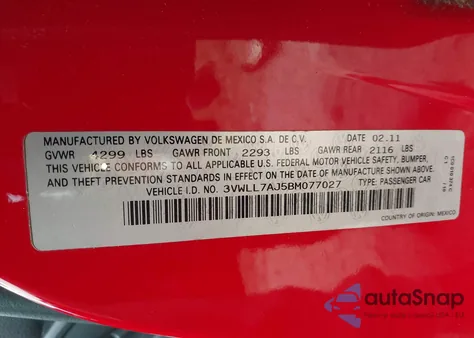 MANUFACTURED BY VOLKSWAGEN DE MEXICO S.A. DE C.V. DATE 02.11
GVWR 4299 LBS GAWR FRONT 2293 LBS GAWR REAR 2116 LBS
THIS VEHICLE CONFORMS TO ALL APPLICABLE U.S. FEDERAL MOTOR VEHICLE SAFETY, BUMPER,
AND THEFT PREVENTION STANDARDS IN EFFECT ON THE DATE OF MANUFACTURE SHOWN ABOVE.
VEHICLE I.D. NO. 3VWLL7AJ5BM077027 TYPE: PASSENGER CAR
COUNTRY OF ORIGIN: MEXICO
autoSnap